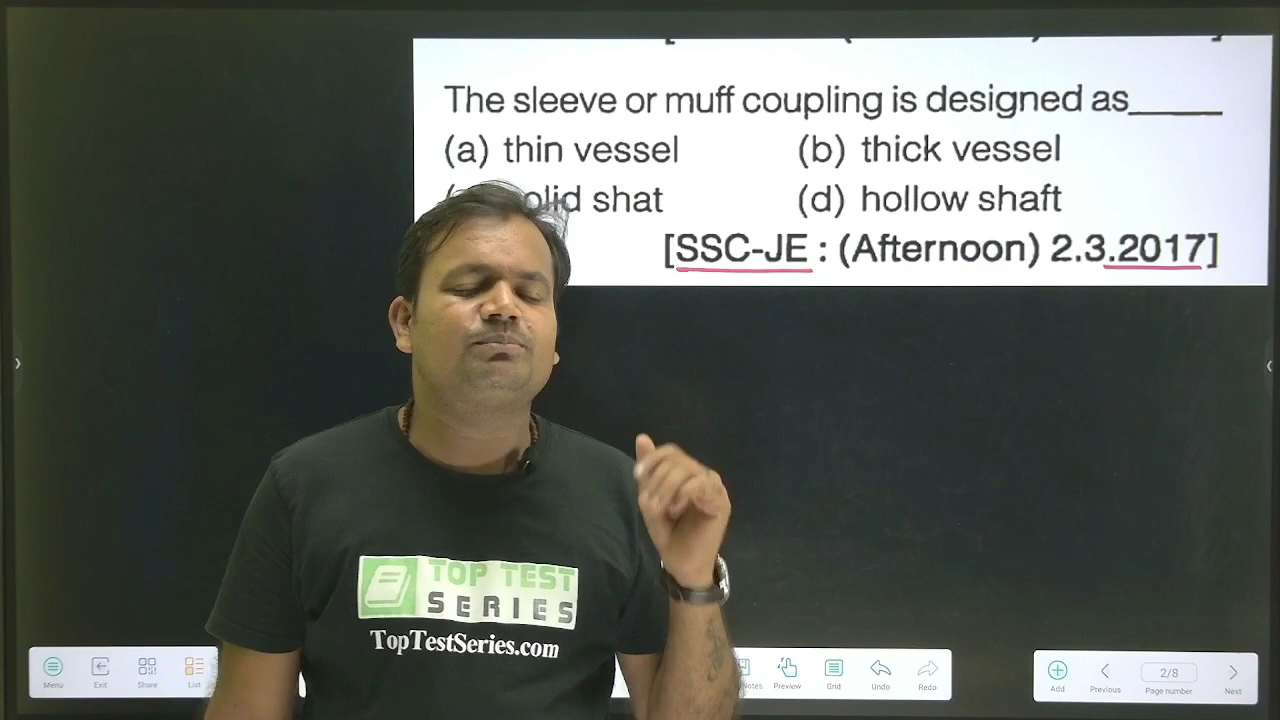 The sleeve or muff coupling is designed as_____
(a) thin vessel (b) thick vessel
shat (d) hollow shaft
[SSC-JE : (Afternoon) 2.3.2017]
TOP TEST
SERIES
TopTestSeries.com
Menu Exit Share List Notes Preview Grid Undo Redo Add Previous 2/8 Page number Next